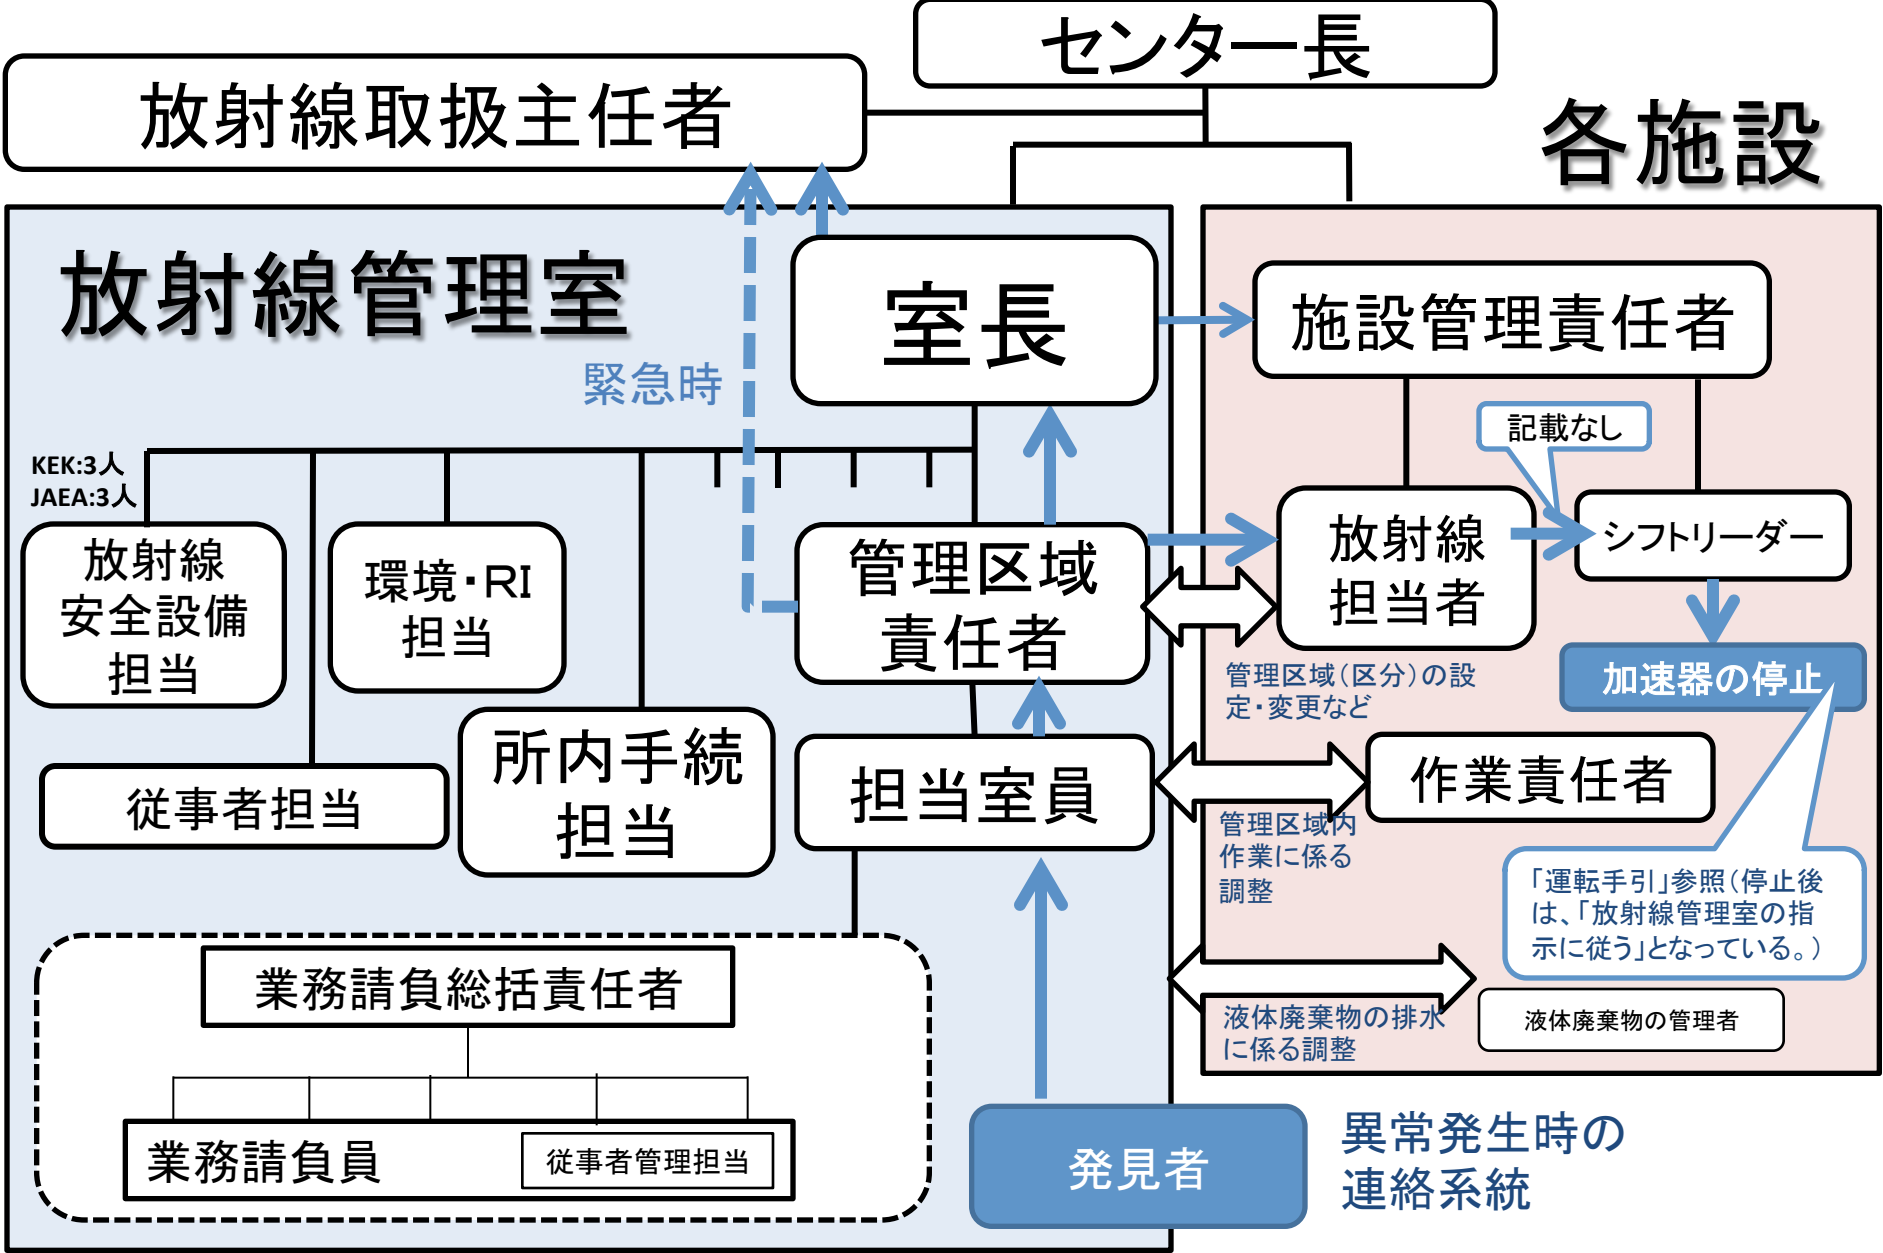 センター長
放射線取扱主任者
各施設
放射線管理室
室長
施設管理責任者
緊急時
記載なし
KEK:3人
JAEA:3人
放射線
安全設備
担当
環境・RI
担当
管理区域
責任者
放射線
担当者
シフトリーダー
管理区域（区分）の設
定・変更など
加速器の停止
従事者担当
所内手続
担当
担当室員
作業責任者
管理区域内
作業に係る
調整
「運転手引」参照（停止後
は、「放射線管理室の指
示に従う」となっている。）
業務請負総括責任者
液体廃棄物の排水
に係る調整
液体廃棄物の管理者
業務請負員
従事者管理担当
発見者
異常発生時の
連絡系統